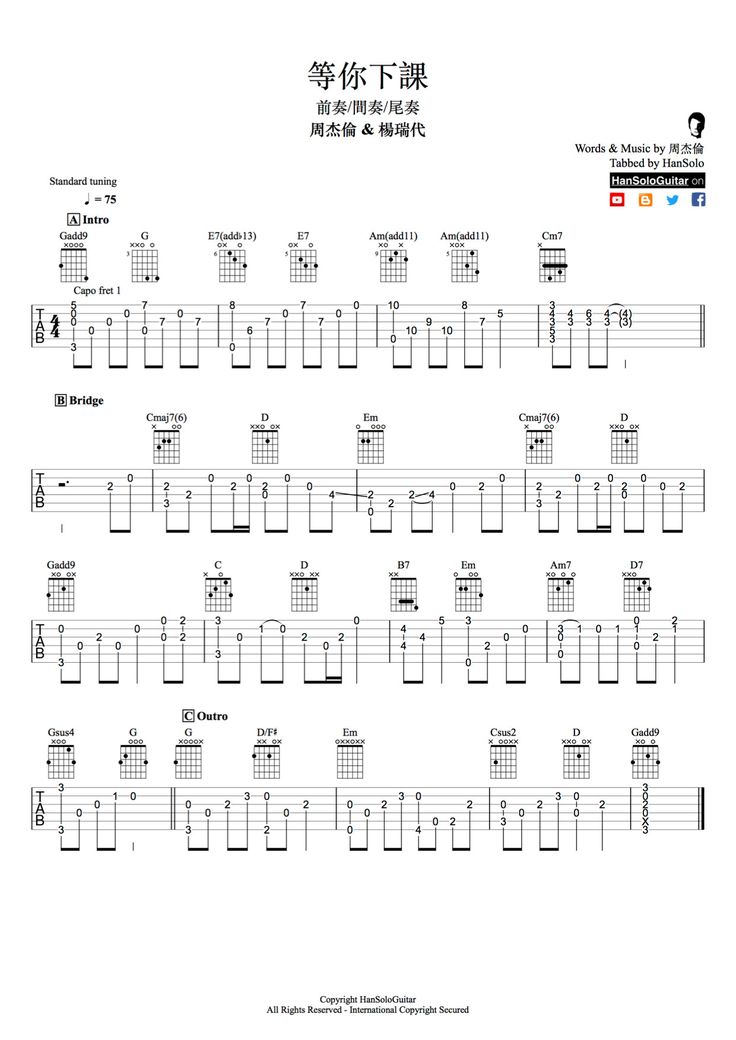 等你下課
前奏/間奏/尾奏
周杰倫 & 楊瑞代
Words & Music by 周杰倫
Tabbed by HanSolo
HanSoloGuitar on
Standard tuning
♩ = 75
A Intro
Gadd9 G E7(add♭13) E7 Am(add11) Am(add11) Cm7
Capo fret 1
B Bridge
Cmaj7(6) D Em Cmaj7(6) D
Gadd9 C D B7 Em Am7 D7
C Outro
Gsus4 G G D/F♯ Em Csus2 D Gadd9
Copyright HanSoloGuitar
All Rights Reserved - International Copyright Secured